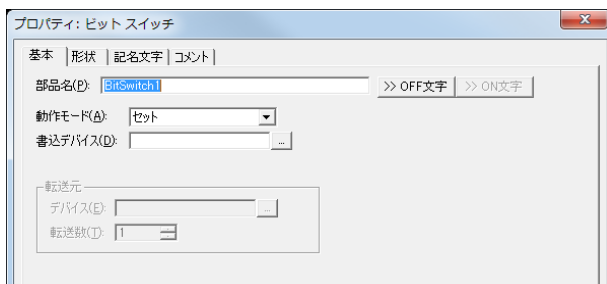 プロパティ: ビット スイッチ
基本 形状 記名文字 コメント
部品名(P): BitSwitch1 >> OFF文字 >> ON文字
動作モード(A): セット
書込デバイス(D): ...
転送元
デバイス(E): ...
転送数(T): 1